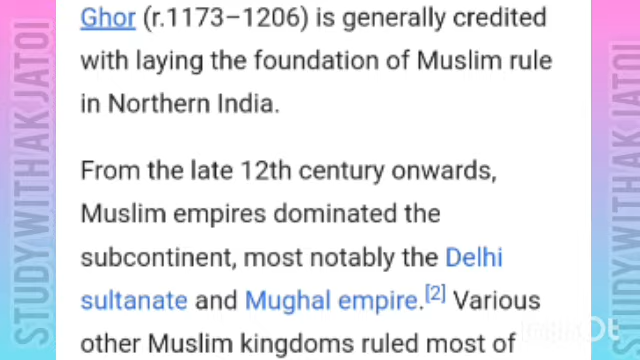 Ghor (r.1173–1206) is generally credited
with laying the foundation of Muslim rule
in Northern India.
From the late 12th century onwards,
Muslim empires dominated the
subcontinent, most notably the Delhi
sultanate and Mughal empire.[2] Various
other Muslim kingdoms ruled most of
STUDYWITHAKJATOI
STUDYWITHAKJATOI